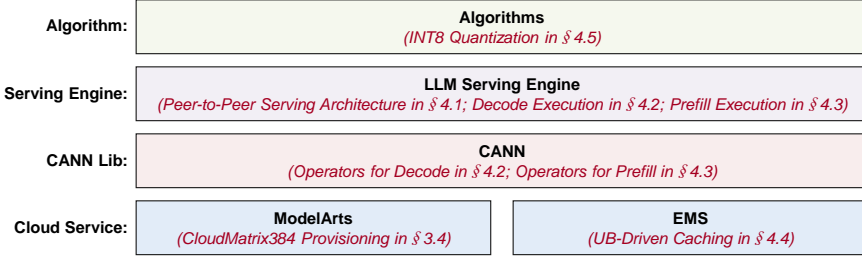 Algorithm:
Algorithms
(INT8 Quantization in § 4.5)
Serving Engine:
LLM Serving Engine
(Peer-to-Peer Serving Architecture in § 4.1; Decode Execution in § 4.2; Prefill Execution in § 4.3)
CANN Lib:
CANN
(Operators for Decode in § 4.2; Operators for Prefill in § 4.3)
Cloud Service:
ModelArts
(CloudMatrix384 Provisioning in § 3.4)
EMS
(UB-Driven Caching in § 4.4)